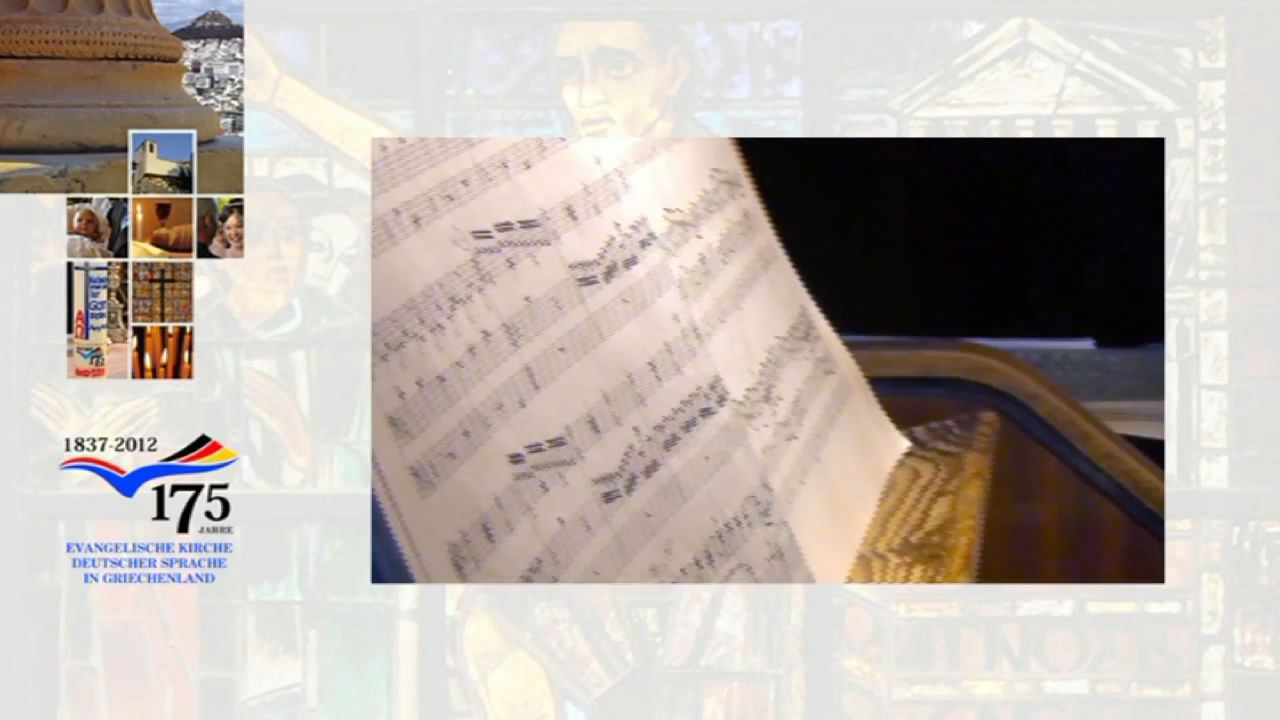 1837-2012
175
JAHRE
EVANGELISCHE KIRCHE
DEUTSCHER SPRACHE
IN GRIECHENLAND